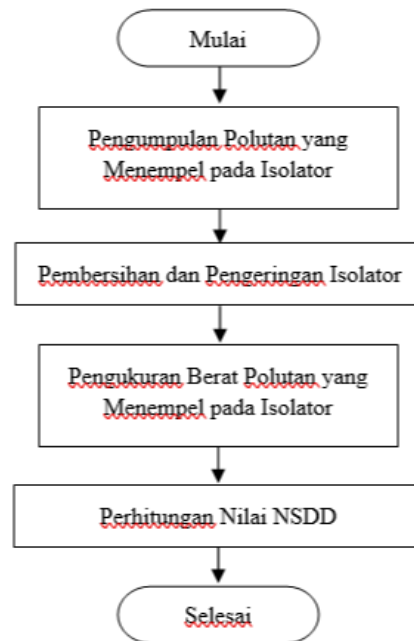 Mulai
Pengumpulan Polutan yang
Menempel pada Isolator
Pembersihan dan Pengeringan Isolator
Pengukuran Berat Polutan yang
Menempel pada Isolator
Perhitungan Nilai NSDD
Selesai